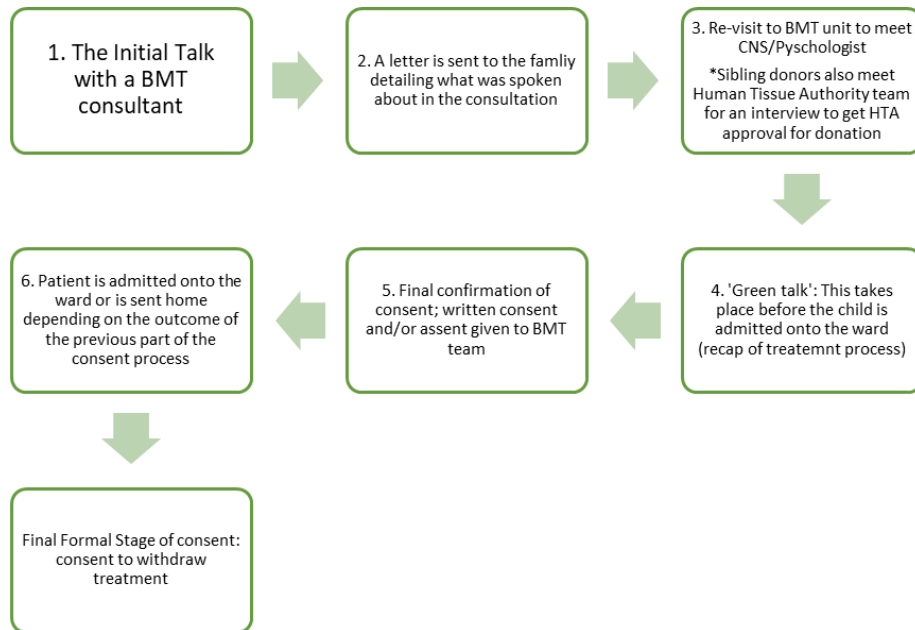 1. The Initial Talk
with a BMT
consultant
2. A letter is sent to the famliy
detailing what was spoken
about in the consultation
3. Re-visit to BMT unit to meet
CNS/Pyschologist
*Sibling donors also meet
Human Tissue Authority team
for an interview to get HTA
approval for donation
4. 'Green talk': This takes
place before the child is
admitted onto the ward
(recap of treatemnt process)
5. Final confirmation of
consent; written consent
and/or assent given to BMT
team
6. Patient is admitted onto the
ward or is sent home
depending on the outcome of
the previous part of the
consent process
Final Formal Stage of consent:
consent to withdraw
treatment